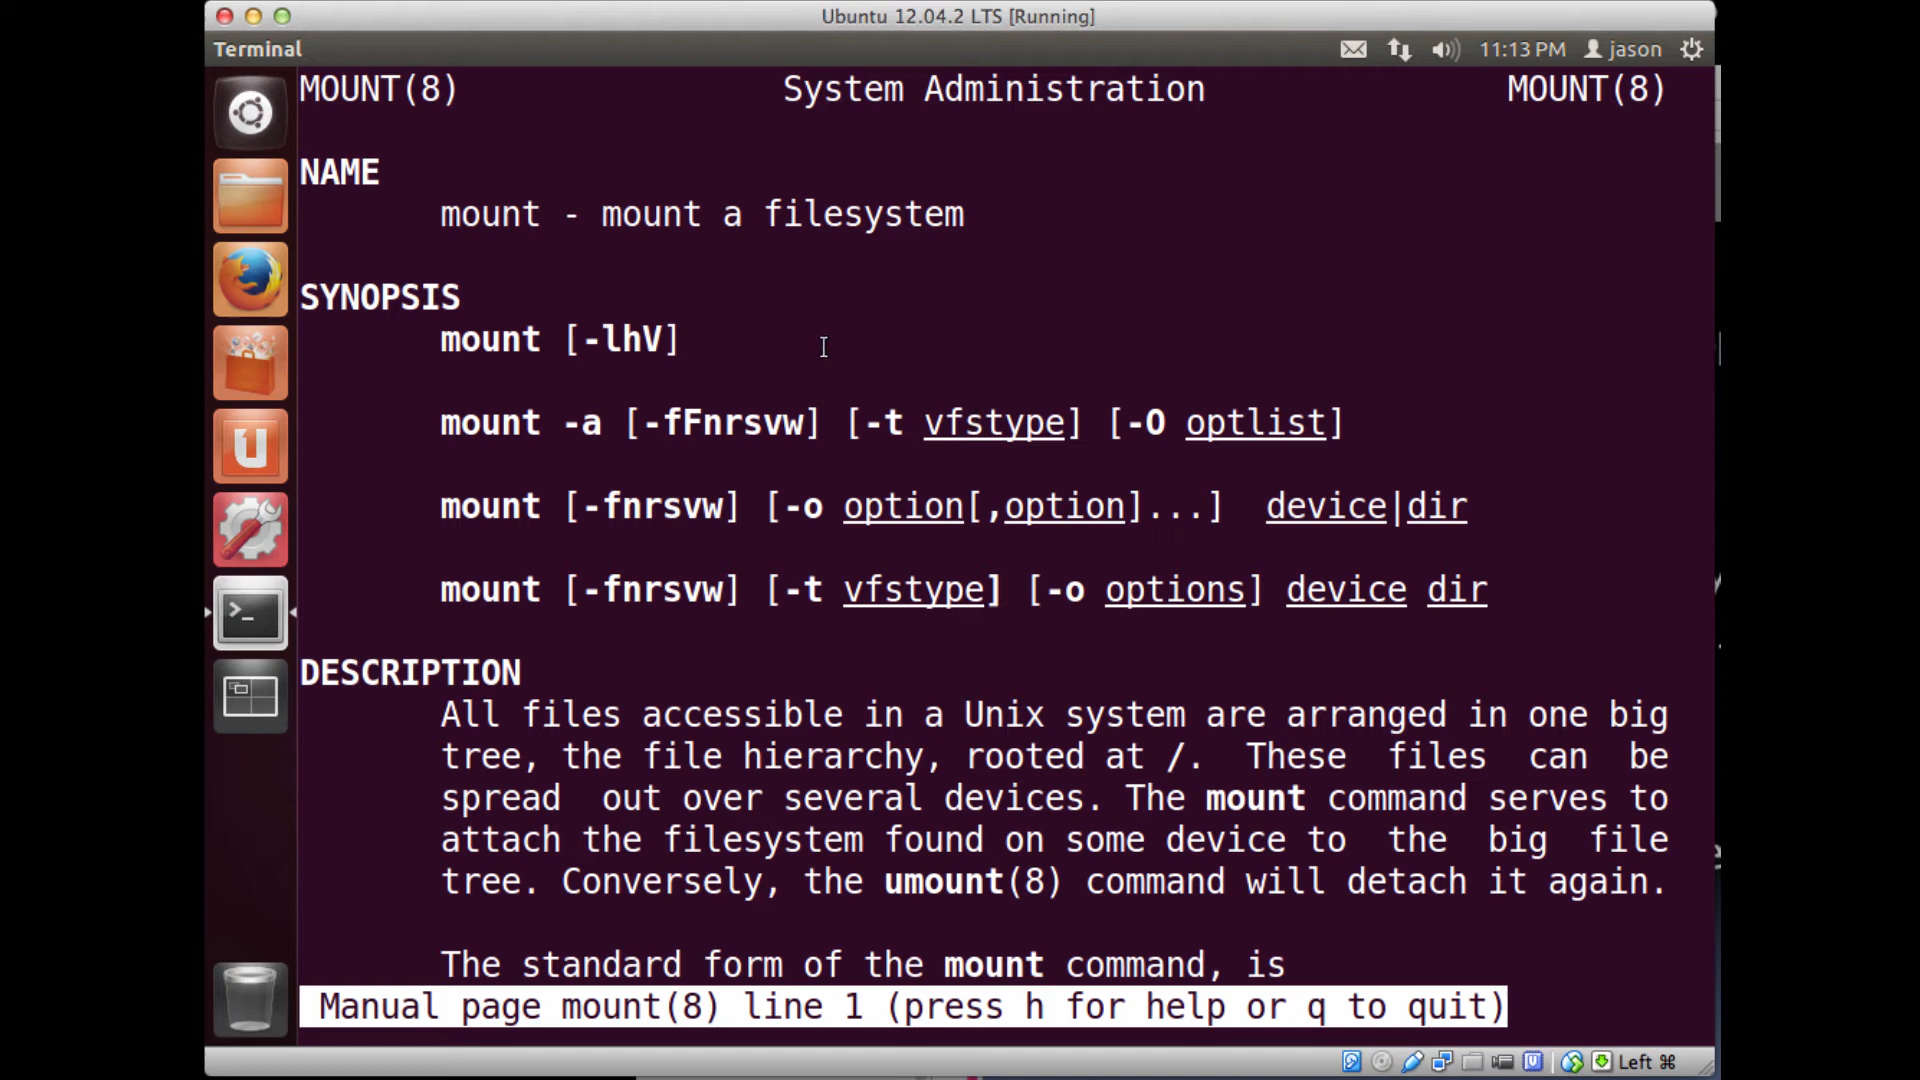 Ubuntu 12.04.2 LTS [Running]
Terminal 11:13 PM jason
MOUNT(8) System Administration MOUNT(8)
NAME
mount - mount a filesystem
SYNOPSIS
mount [-lhV]
mount -a [-fFnrsvw] [-t vfstype] [-O optlist]
mount [-fnrsvw] [-o option[,option]...]  device|dir
mount [-fnrsvw] [-t vfstype] [-o options] device dir
DESCRIPTION
All files accessible in a Unix system are arranged in one big
tree, the file hierarchy, rooted at /.  These  files  can  be
spread  out over several devices. The mount command serves to
attach the filesystem found on some device to  the  big  file
tree. Conversely, the umount(8) command will detach it again.
The standard form of the mount command, is
Manual page mount(8) line 1 (press h for help or q to quit)
Left ⌘